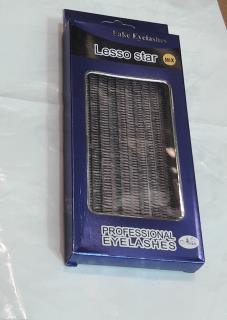 Fake Eyelashes
Lesso star
MIX
PROFESSIONAL
EYELASHES